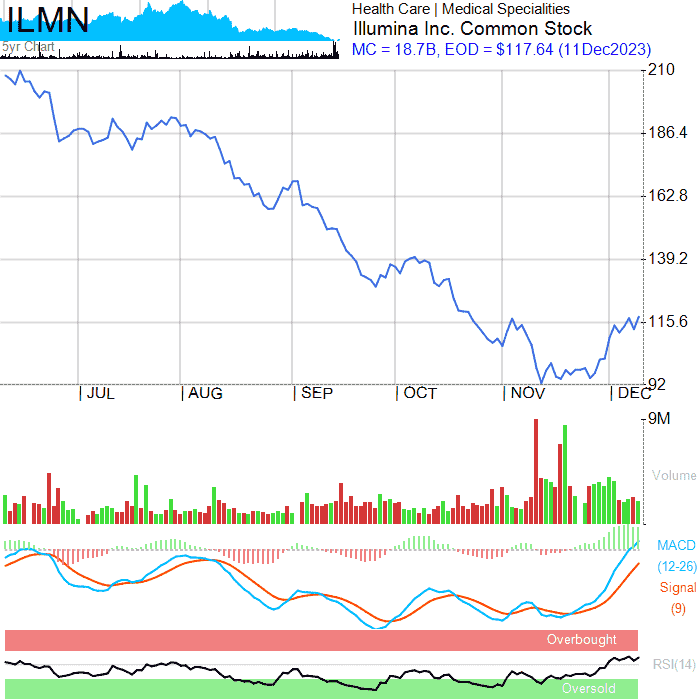 ILMN
5yr Chart
Health Care | Medical Specialities
Illumina Inc. Common Stock
MC = 18.7B, EOD = $117.64 (11Dec2023)
210
186.4
162.8
139.2
115.6
92
JUL
AUG
SEP
OCT
NOV
DEC
9M
Volume
MACD
(12-26)
Signal
(9)
Overbought
RSI(14)
Oversold